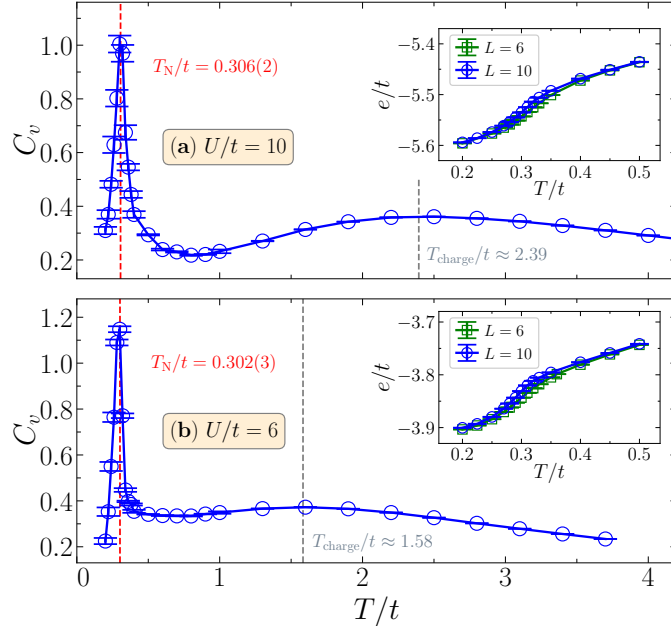 1.0
0.8
0.6
0.4
0.2
C_v
T_N/t = 0.306(2)
(a) U/t = 10
T_charge/t ≈ 2.39
−5.4
−5.5
−5.6
e/t
L = 6
L = 10
0.2 0.3 0.4 0.5
T/t
1.2
1.0
0.8
0.6
0.4
0.2
C_v
T_N/t = 0.302(3)
(b) U/t = 6
T_charge/t ≈ 1.58
−3.7
−3.8
−3.9
e/t
L = 6
L = 10
0.2 0.3 0.4 0.5
T/t
0 1 2 3 4
T/t